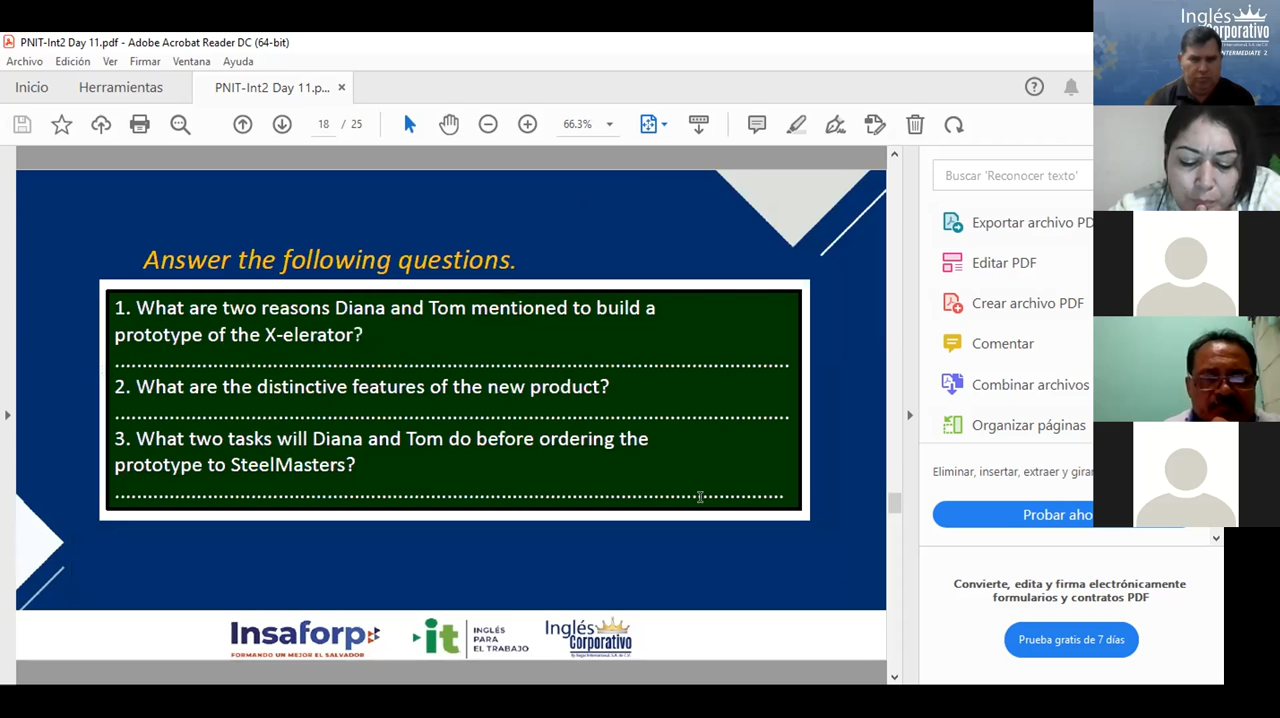 PNIT-Int2 Day 11.pdf - Adobe Acrobat Reader DC (64-bit)
Archivo Edición Ver Firmar Ventana Ayuda
Inicio Herramientas PNIT-Int2 Day 11.p... ×
18 / 25 66.3%
Answer the following questions.
1. What are two reasons Diana and Tom mentioned to build a
prototype of the X-elerator?
2. What are the distinctive features of the new product?
3. What two tasks will Diana and Tom do before ordering the
prototype to SteelMasters?
Insaforp
FORMANDO UN MEJOR EL SALVADOR
it INGLÉS
PARA
EL TRABAJO
Inglés
Corporativo
Buscar 'Reconocer texto'
Exportar archivo PD
Editar PDF
Crear archivo PDF
Comentar
Combinar archivos
Organizar páginas
Eliminar, insertar, extraer y girar
Probar aho
Convierte, edita y firma electrónicamente
formularios y contratos PDF
Prueba gratis de 7 días
Inglés
Corporativo
INTERMEDIATE 2